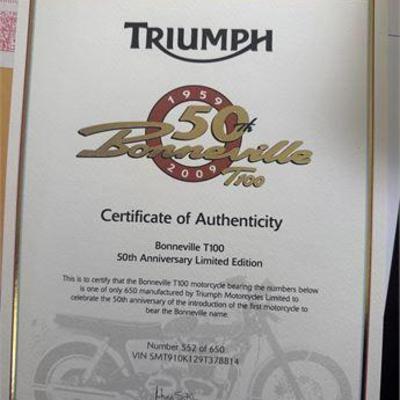 TRIUMPH
1959
50th
Bonneville
T100
2009
Certificate of Authenticity
Bonneville T100
50th Anniversary Limited Edition
This is to certify that the Bonneville T100 motorcycle bearing the numbers below
is one of only 650 manufactured by Triumph Motorcycles Limited to
celebrate the 50th anniversary of the introduction of the first motorcycle to
bear the Bonneville name.
Number 552 of 650
VIN SMT910K129T378814